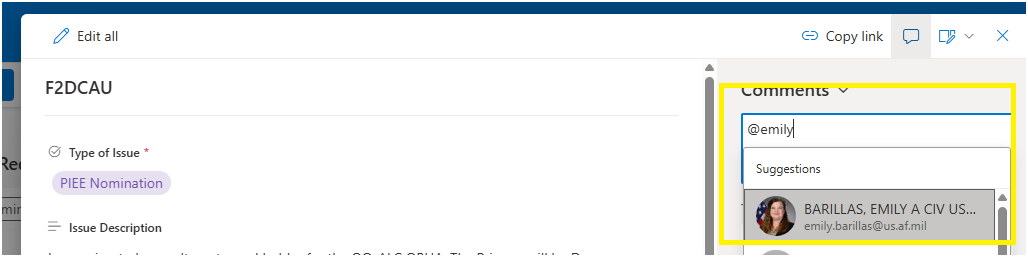 Edit all
Copy link
F2DCAU
Comments
@emily
Type of Issue *
PIEE Nomination
Suggestions
BARILLAS, EMILY A CIV US...
emily.barillas@us.af.mil
Issue Description